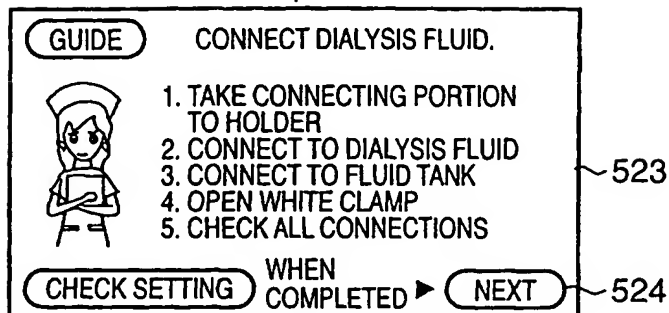 GUIDE CONNECT DIALYSIS FLUID.
1. TAKE CONNECTING PORTION
TO HOLDER
2. CONNECT TO DIALYSIS FLUID
3. CONNECT TO FLUID TANK
4. OPEN WHITE CLAMP
5. CHECK ALL CONNECTIONS
523
CHECK SETTING WHEN
COMPLETED ▶ NEXT
524